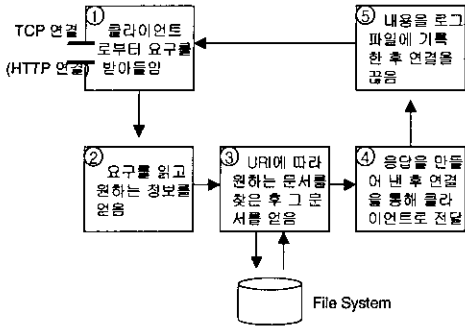 TCP 연결
(HTTP 연결)
① 클라이언트
로부터 요구를
받아들임
⑤ 내용을 로그
파일에 기록
한 후 연결을
끊음
② 요구를 읽고
원하는 정보를
얻음
③ URI에 따라
원하는 문서를
찾은 후 그 문
서를 얻음
④ 응답을 만들
어 낸 후 연결
을 통해 클라
이언트로 전달
File System